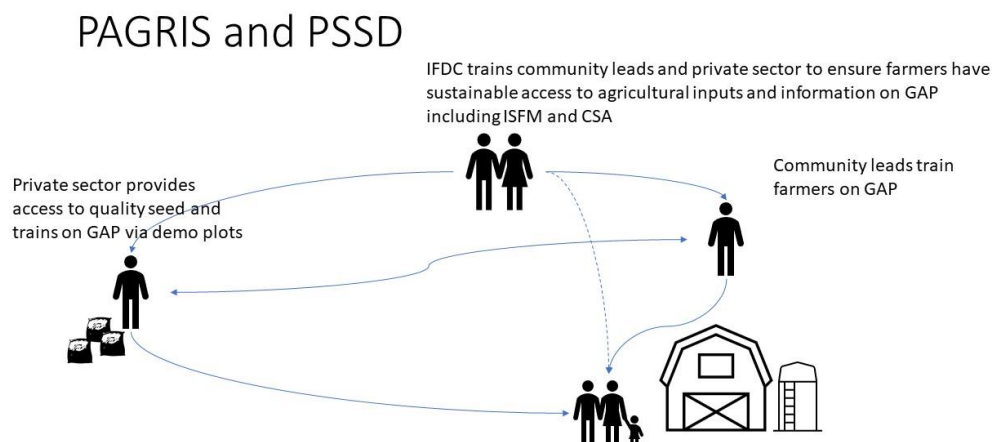 PAGRIS and PSSD
IFDC trains community leads and private sector to ensure farmers have
sustainable access to agricultural inputs and information on GAP
including ISFM and CSA
Private sector provides
access to quality seed and
trains on GAP via demo plots
Community leads train
farmers on GAP